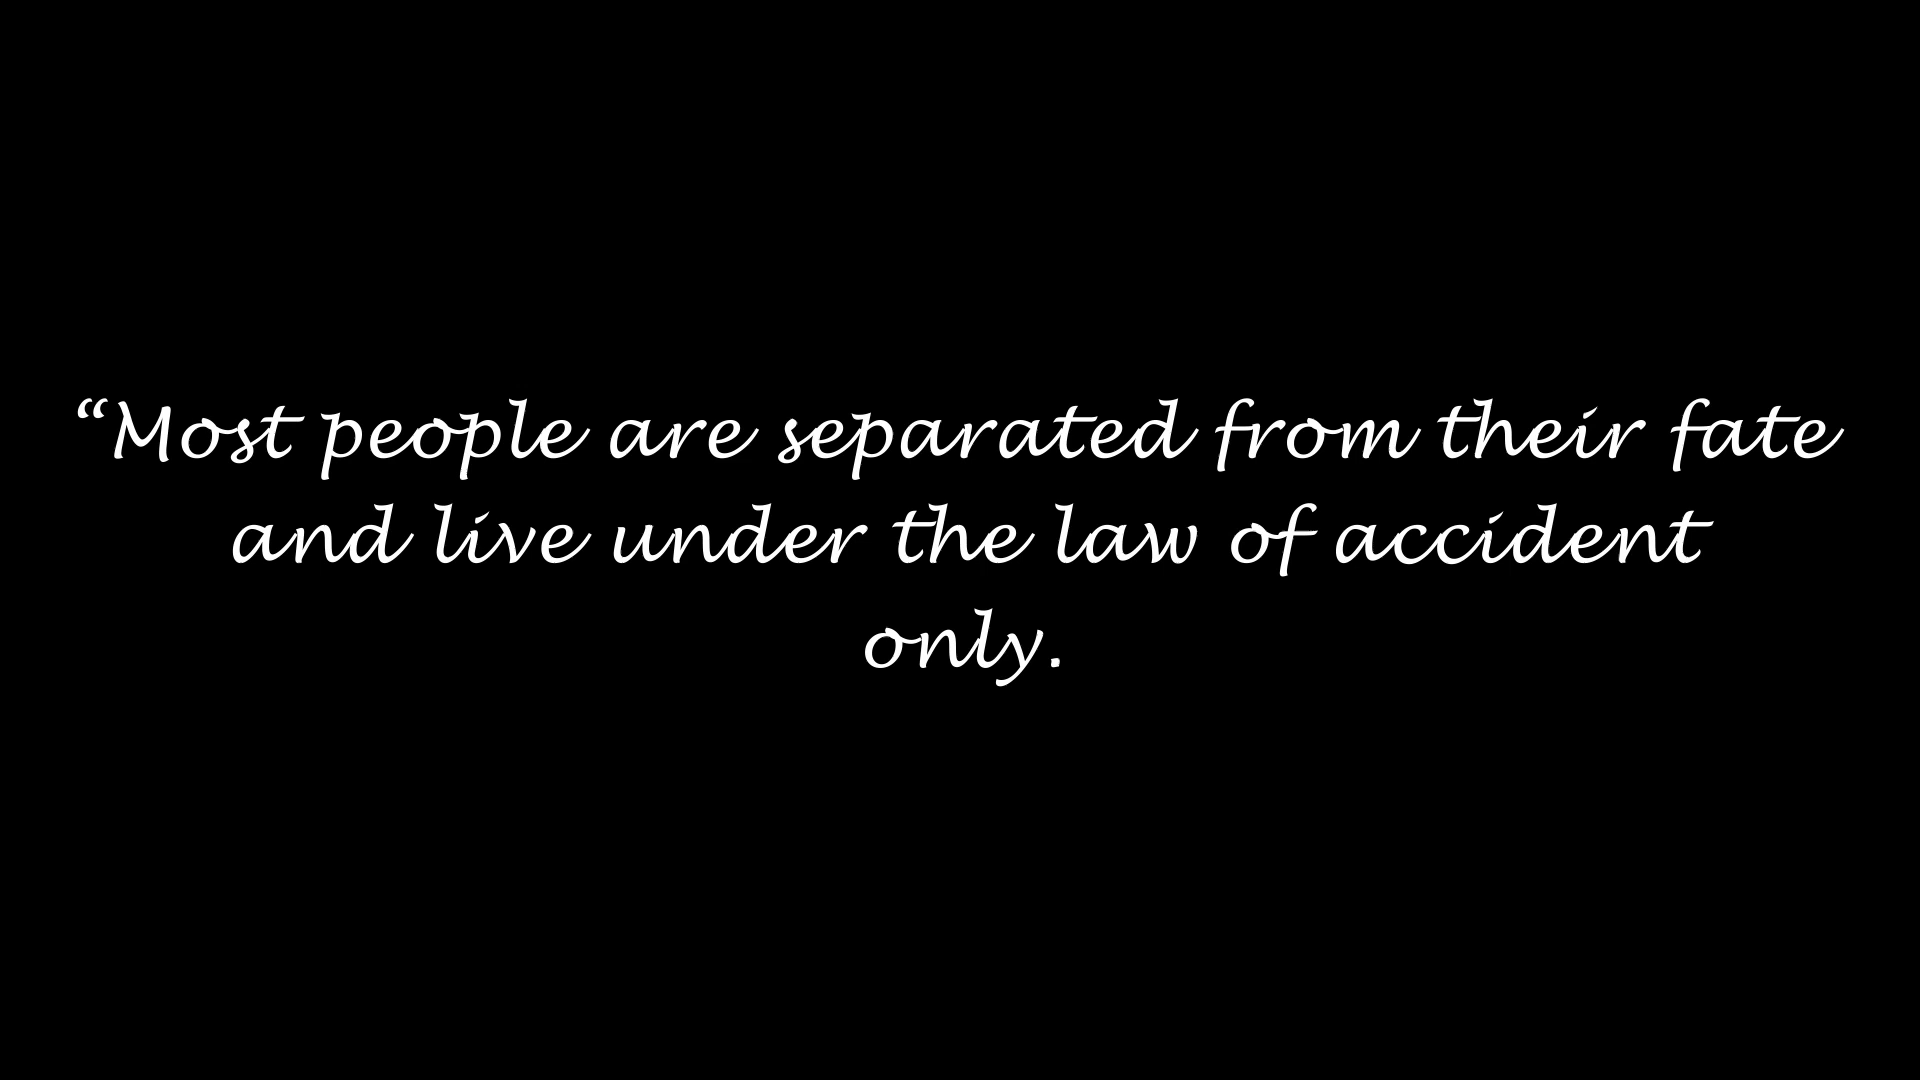 “Most people are separated from their fate
and live under the law of accident
only.